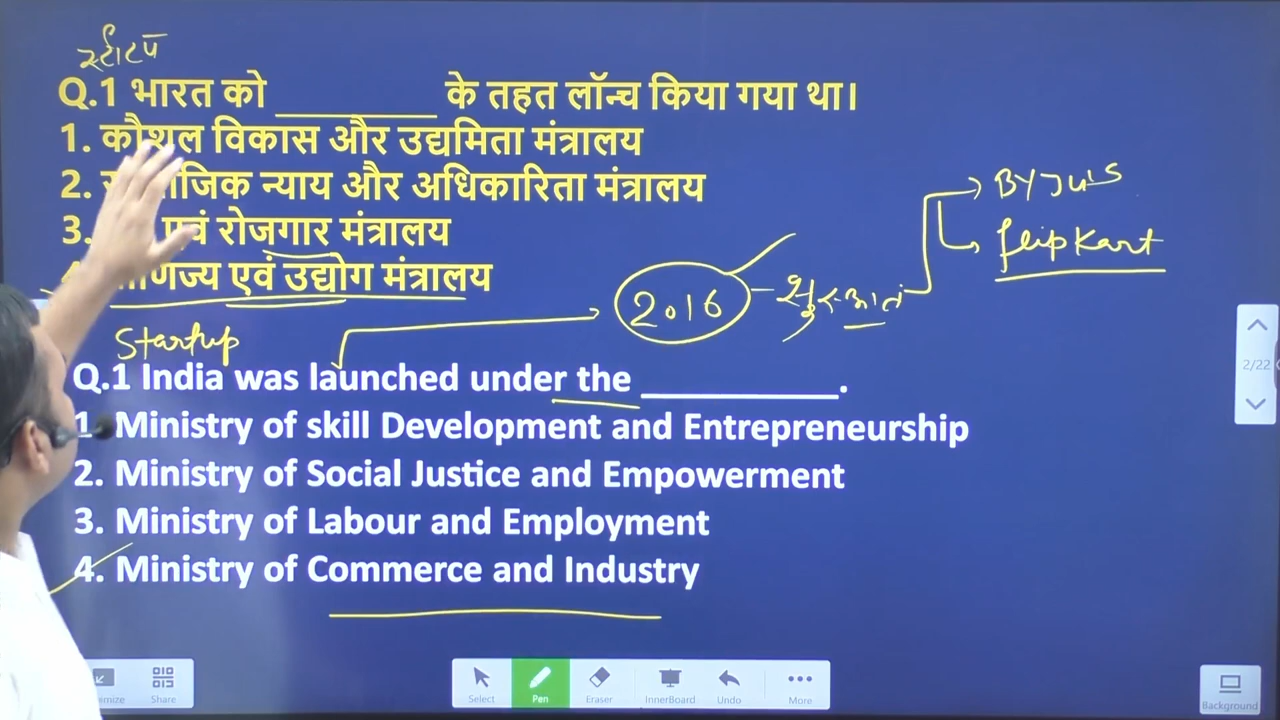 स्टार्टप
Q.1 भारत को ________ के तहत लॉन्च किया गया था।
1. कौशल विकास और उद्यमिता मंत्रालय
2. जिक न्याय और अधिकारिता मंत्रालय
3. एवं रोजगार मंत्रालय
एवं उद्योग मंत्रालय
BYJU'S
flipkart
2016 - शुरुआत
Startup
Q.1 India was launched under the __________.
1. Ministry of skill Development and Entrepreneurship
2. Ministry of Social Justice and Empowerment
3. Ministry of Labour and Employment
4. Ministry of Commerce and Industry
2/22
imize Share Select Pen Eraser InnerBoard Undo More Background